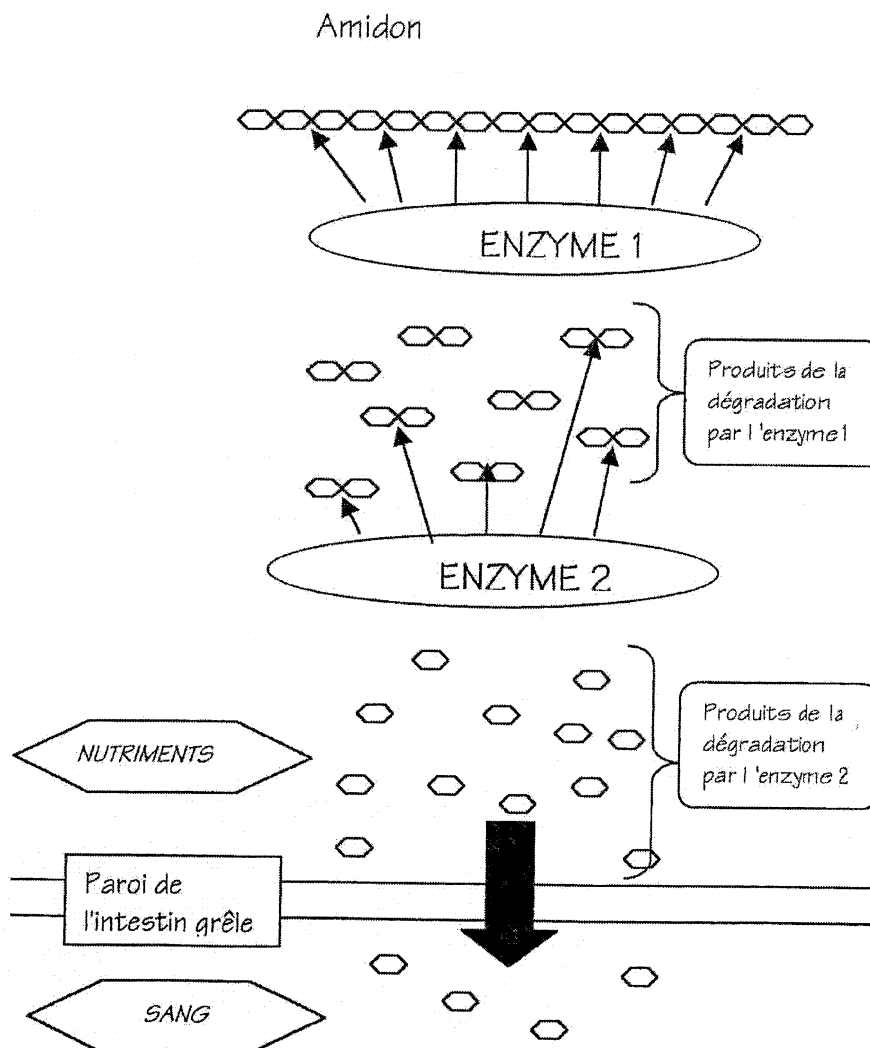 Amidon
ENZYME 1
Produits de la
dégradation
par l'enzyme1
ENZYME 2
NUTRIMENTS
Produits de la
dégradation
par l'enzyme 2
Paroi de
l'intestin grêle
SANG